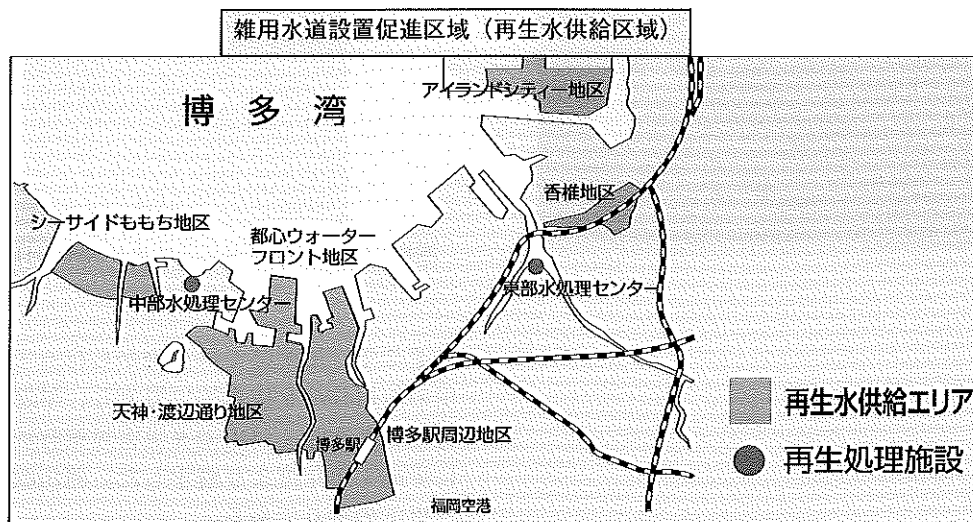 雑用水道設置促進区域（再生水供給区域）
博多湾
アイランドシティー地区
香椎地区
シーサイドももち地区
都心ウォーター
フロント地区
中部水処理センター
東部水処理センター
天神・渡辺通り地区
博多駅
博多駅周辺地区
福岡空港
再生水供給エリア
再生処理施設